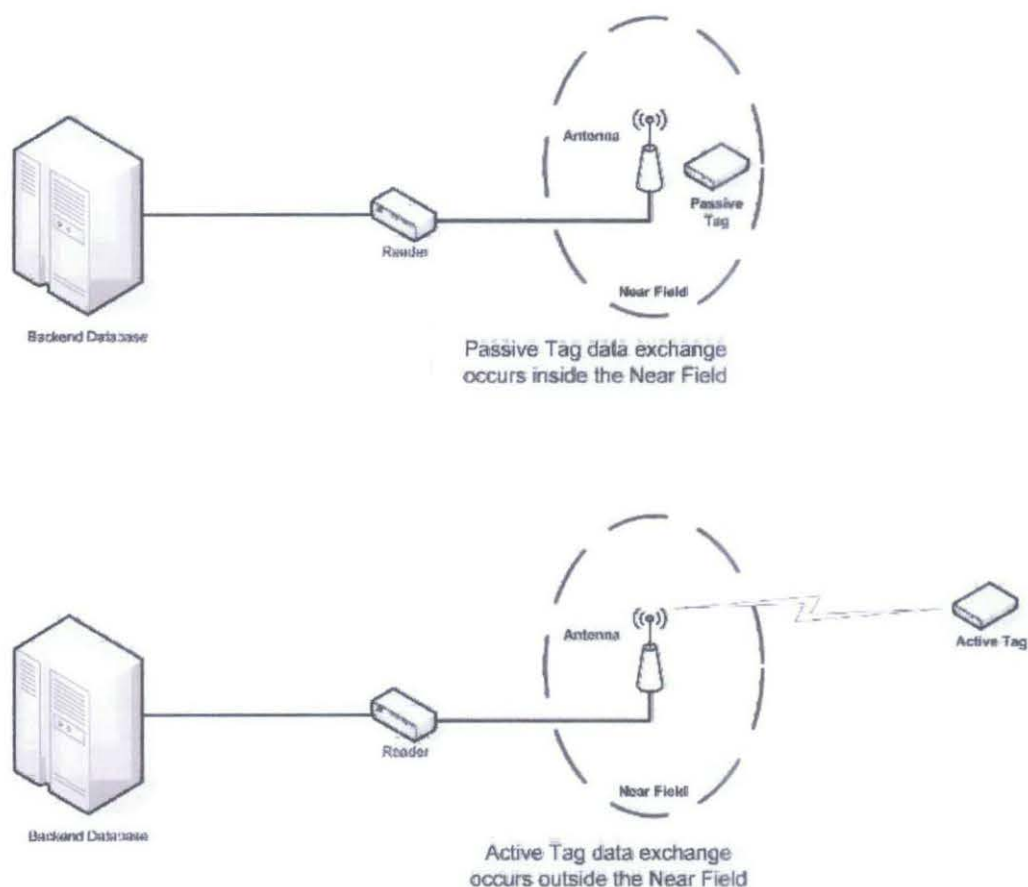 Antenna
Passive
Tag
Reader
Near Field
Backend Database
Passive Tag data exchange
occurs inside the Near Field
Antenna
Active Tag
Reader
Near Field
Backend Database
Active Tag data exchange
occurs outside the Near Field